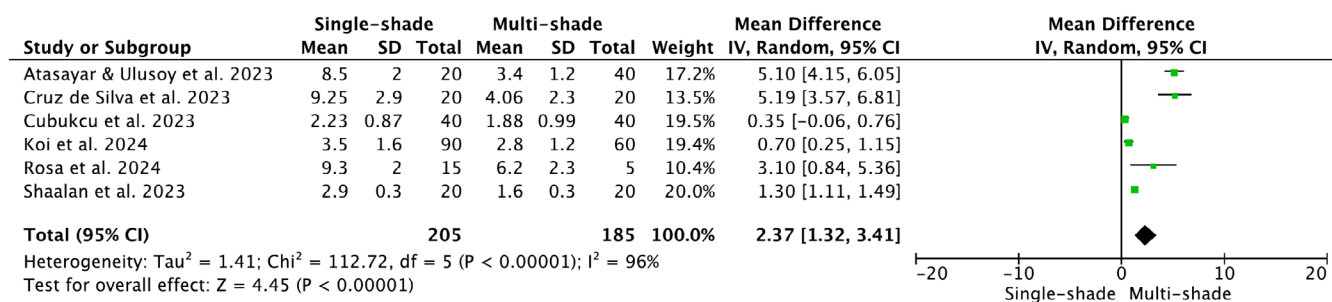 Single-shade Multi-shade Mean Difference Mean Difference
Study or Subgroup Mean SD Total Mean SD Total Weight IV, Random, 95% CI IV, Random, 95% CI
Atasayar & Ulusoy et al. 2023 8.5 2 20 3.4 1.2 40 17.2% 5.10 [4.15, 6.05]
Cruz de Silva et al. 2023 9.25 2.9 20 4.06 2.3 20 13.5% 5.19 [3.57, 6.81]
Cubukcu et al. 2023 2.23 0.87 40 1.88 0.99 40 19.5% 0.35 [-0.06, 0.76]
Koi et al. 2024 3.5 1.6 90 2.8 1.2 60 19.4% 0.70 [0.25, 1.15]
Rosa et al. 2024 9.3 2 15 6.2 2.3 5 10.4% 3.10 [0.84, 5.36]
Shaalan et al. 2023 2.9 0.3 20 1.6 0.3 20 20.0% 1.30 [1.11, 1.49]
Total (95% CI) 205 185 100.0% 2.37 [1.32, 3.41]
Heterogeneity: Tau² = 1.41; Chi² = 112.72, df = 5 (P < 0.00001); I² = 96%
Test for overall effect: Z = 4.45 (P < 0.00001)
-20 -10 0 10 20
Single-shade Multi-shade